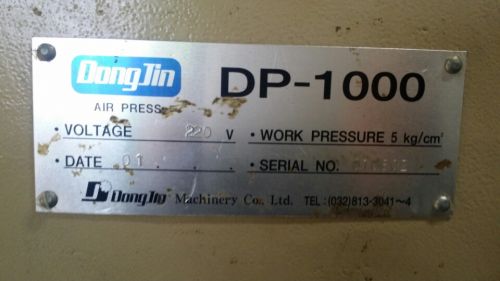 DongJin DP-1000
AIR PRESS
• VOLTAGE 220 V • WORK PRESSURE 5 kg/cm²
• DATE 01 . . • SERIAL NO.
DongJin Machinery Co., Ltd. TEL:(032)813-3041~4